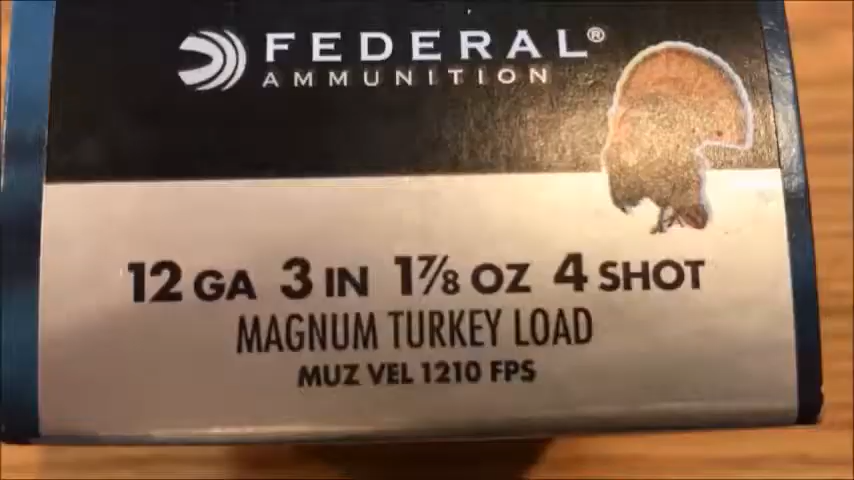 FEDERAL®
AMMUNITION
12 GA 3 IN 1⅞ OZ 4 SHOT
MAGNUM TURKEY LOAD
MUZ VEL 1210 FPS